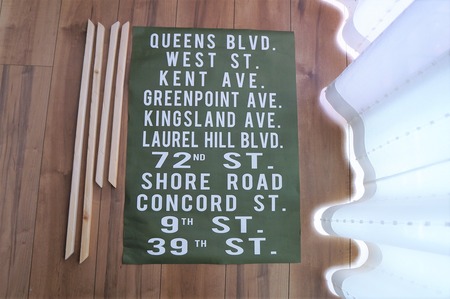 QUEENS BLVD.
WEST ST.
KENT AVE.
GREENPOINT AVE.
KINGSLAND AVE.
LAUREL HILL BLVD.
72ND ST.
SHORE ROAD
CONCORD ST.
9TH ST.
39TH ST.